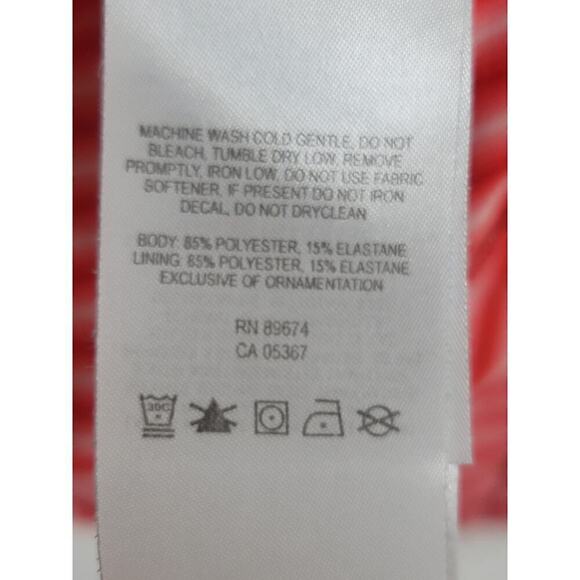 MACHINE WASH COLD GENTLE, DO NOT
BLEACH, TUMBLE DRY LOW, REMOVE
PROMPTLY, IRON LOW, DO NOT USE FABRIC
SOFTENER, IF PRESENT DO NOT IRON
DECAL, DO NOT DRYCLEAN
BODY: 85% POLYESTER, 15% ELASTANE
LINING: 85% POLYESTER, 15% ELASTANE
EXCLUSIVE OF ORNAMENTATION
RN 89674
CA 05367
30C